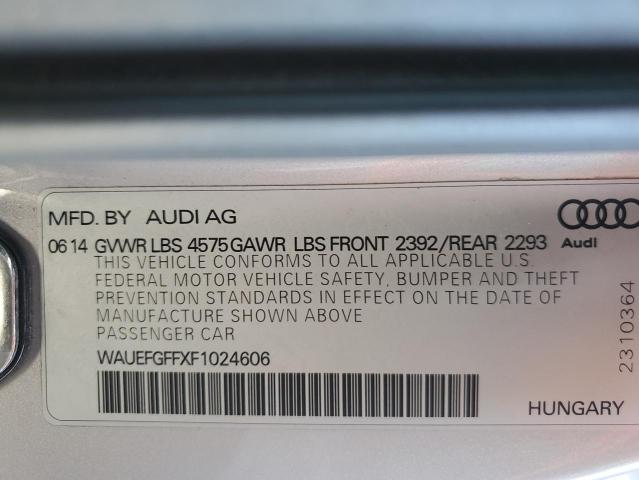 MFD. BY AUDI AG
06 14 GVWR LBS 4575 GAWR LBS FRONT 2392/REAR 2293
Audi
THIS VEHICLE CONFORMS TO ALL APPLICABLE U.S
FEDERAL MOTOR VEHICLE SAFETY, BUMPER AND THEFT
PREVENTION STANDARDS IN EFFECT ON THE DATE OF
MANUFACTURE SHOWN ABOVE
PASSENGER CAR
WAUEFGFFXF1024606
HUNGARY
2310364